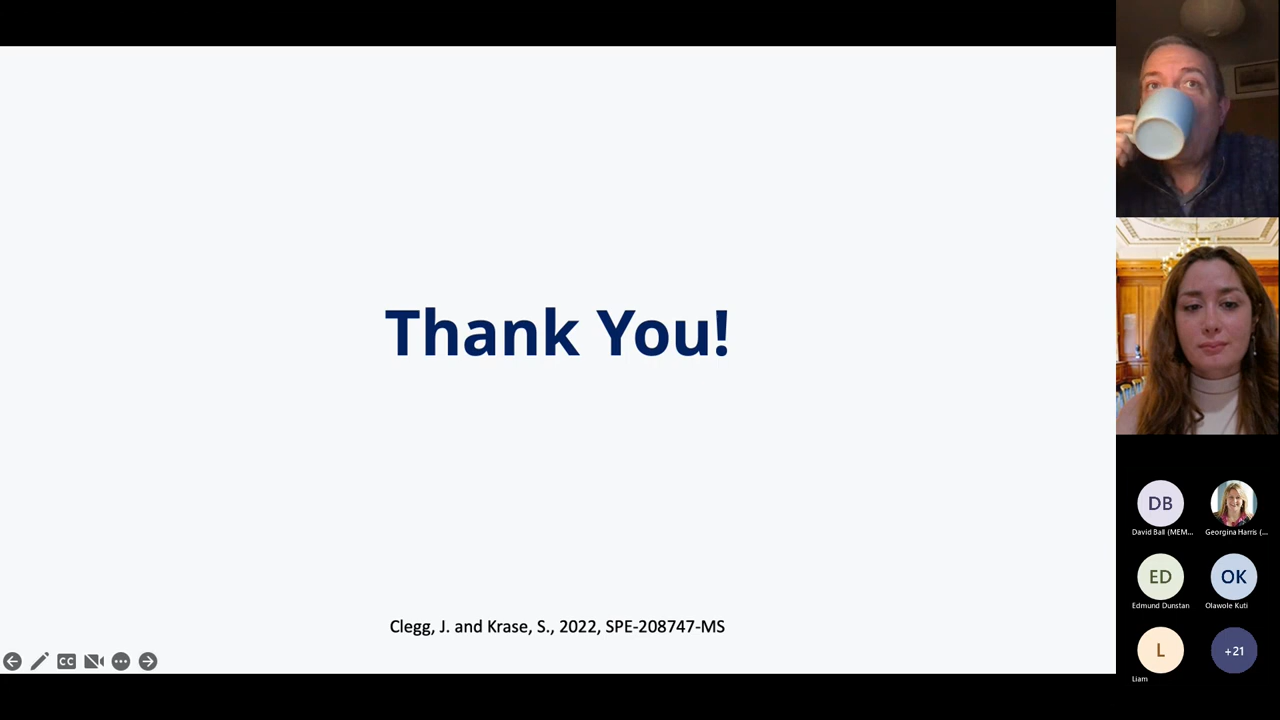 Thank You!
Clegg, J. and Krase, S., 2022, SPE-208747-MS
CC
DB
David Ball (MEM...
Georgina Harris (...
ED
OK
Edmund Dunstan
Olawole Kuti
L
+21
Liam